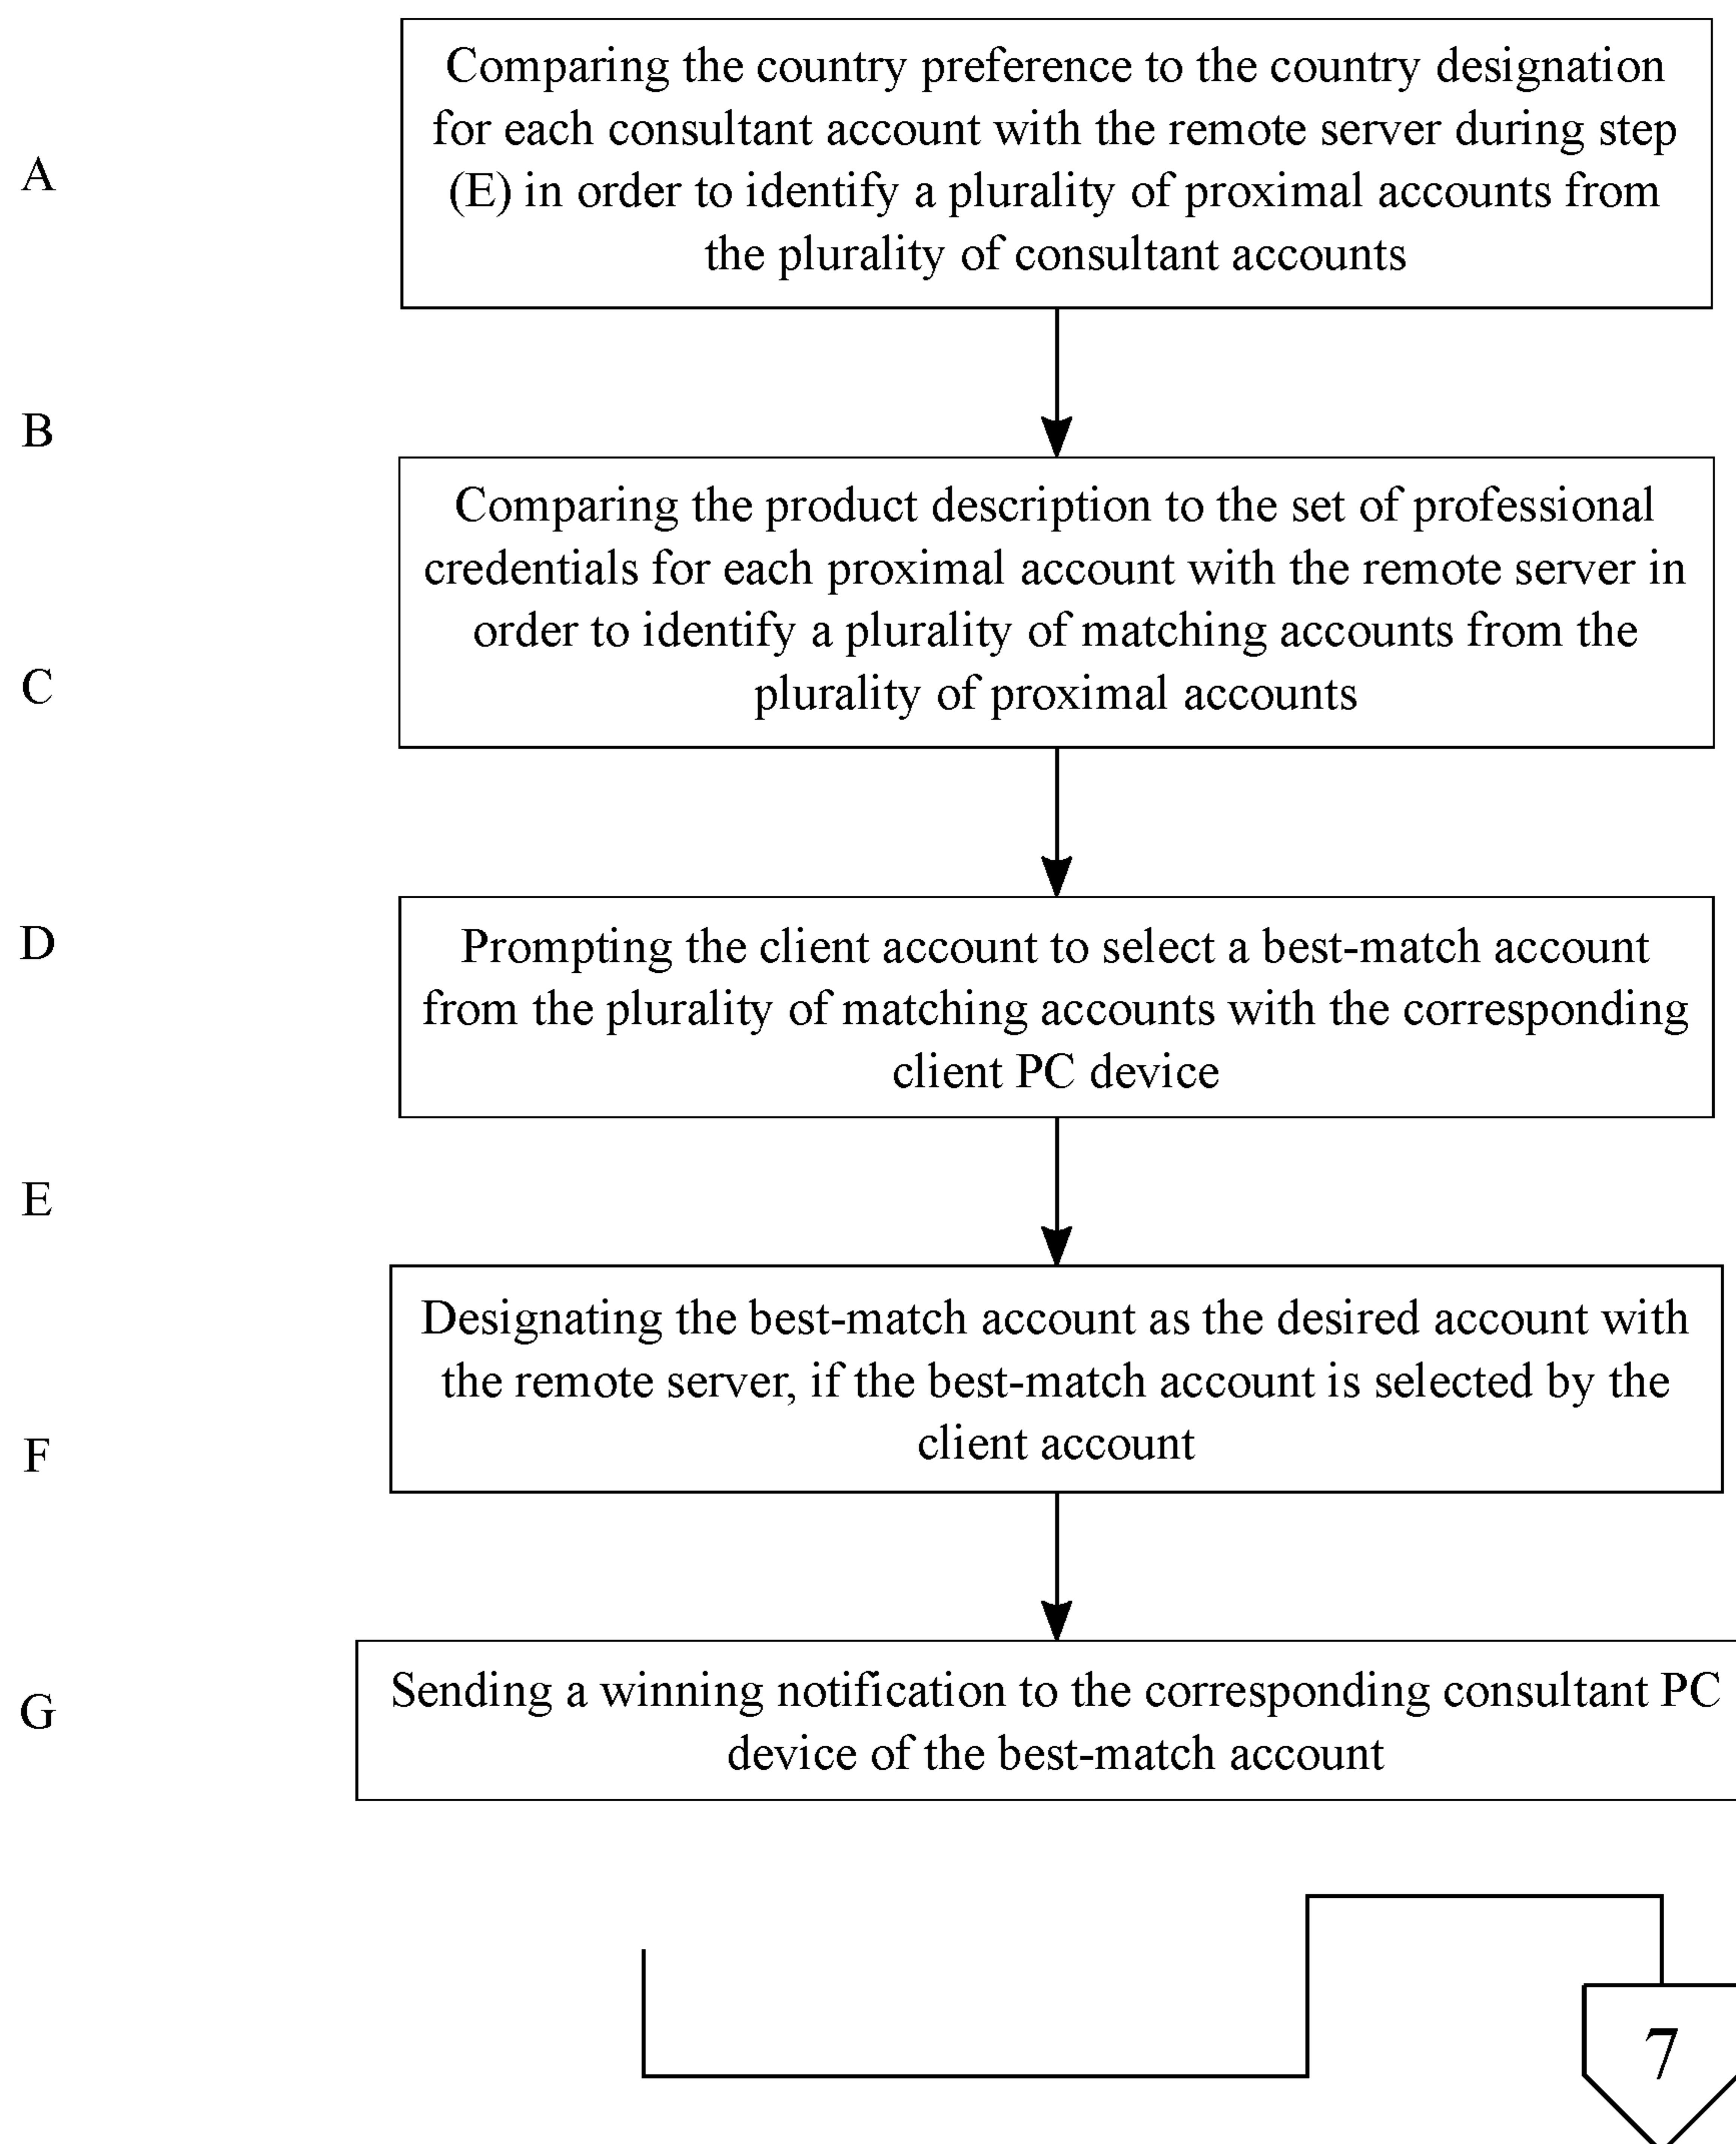 A
Comparing the country preference to the country designation
for each consultant account with the remote server during step
(E) in order to identify a plurality of proximal accounts from
the plurality of consultant accounts
B
Comparing the product description to the set of professional
credentials for each proximal account with the remote server in
order to identify a plurality of matching accounts from the
plurality of proximal accounts
C
D
Prompting the client account to select a best-match account
from the plurality of matching accounts with the corresponding
client PC device
E
Designating the best-match account as the desired account with
the remote server, if the best-match account is selected by the
client account
F
G
Sending a winning notification to the corresponding consultant PC
device of the best-match account
7